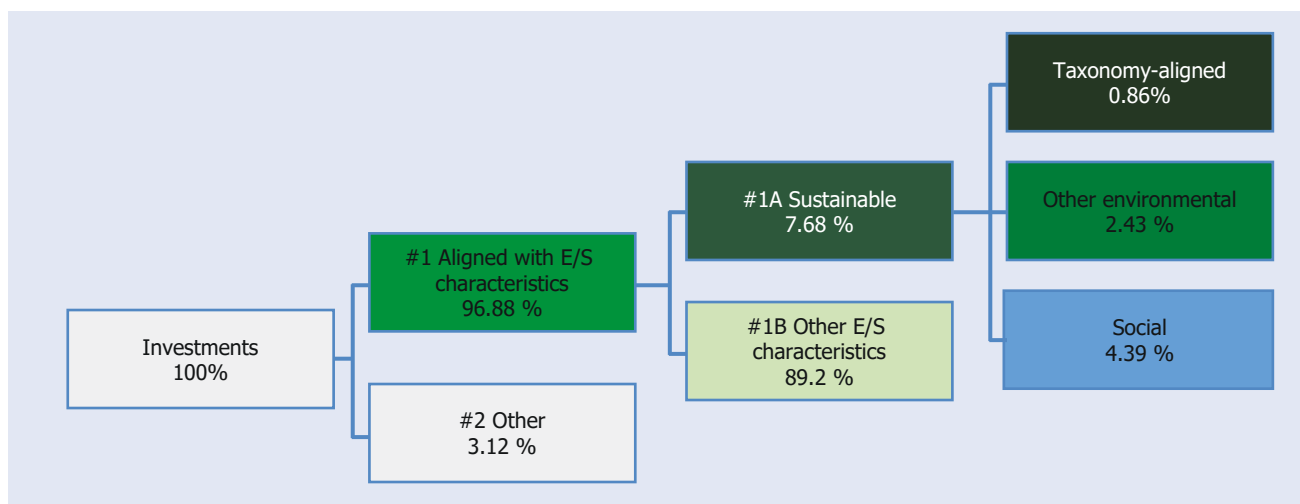 Investments
100%
#1 Aligned with E/S
characteristics
96.88 %
#2 Other
3.12 %
#1A Sustainable
7.68 %
#1B Other E/S
characteristics
89.2 %
Taxonomy-aligned
0.86%
Other environmental
2.43 %
Social
4.39 %